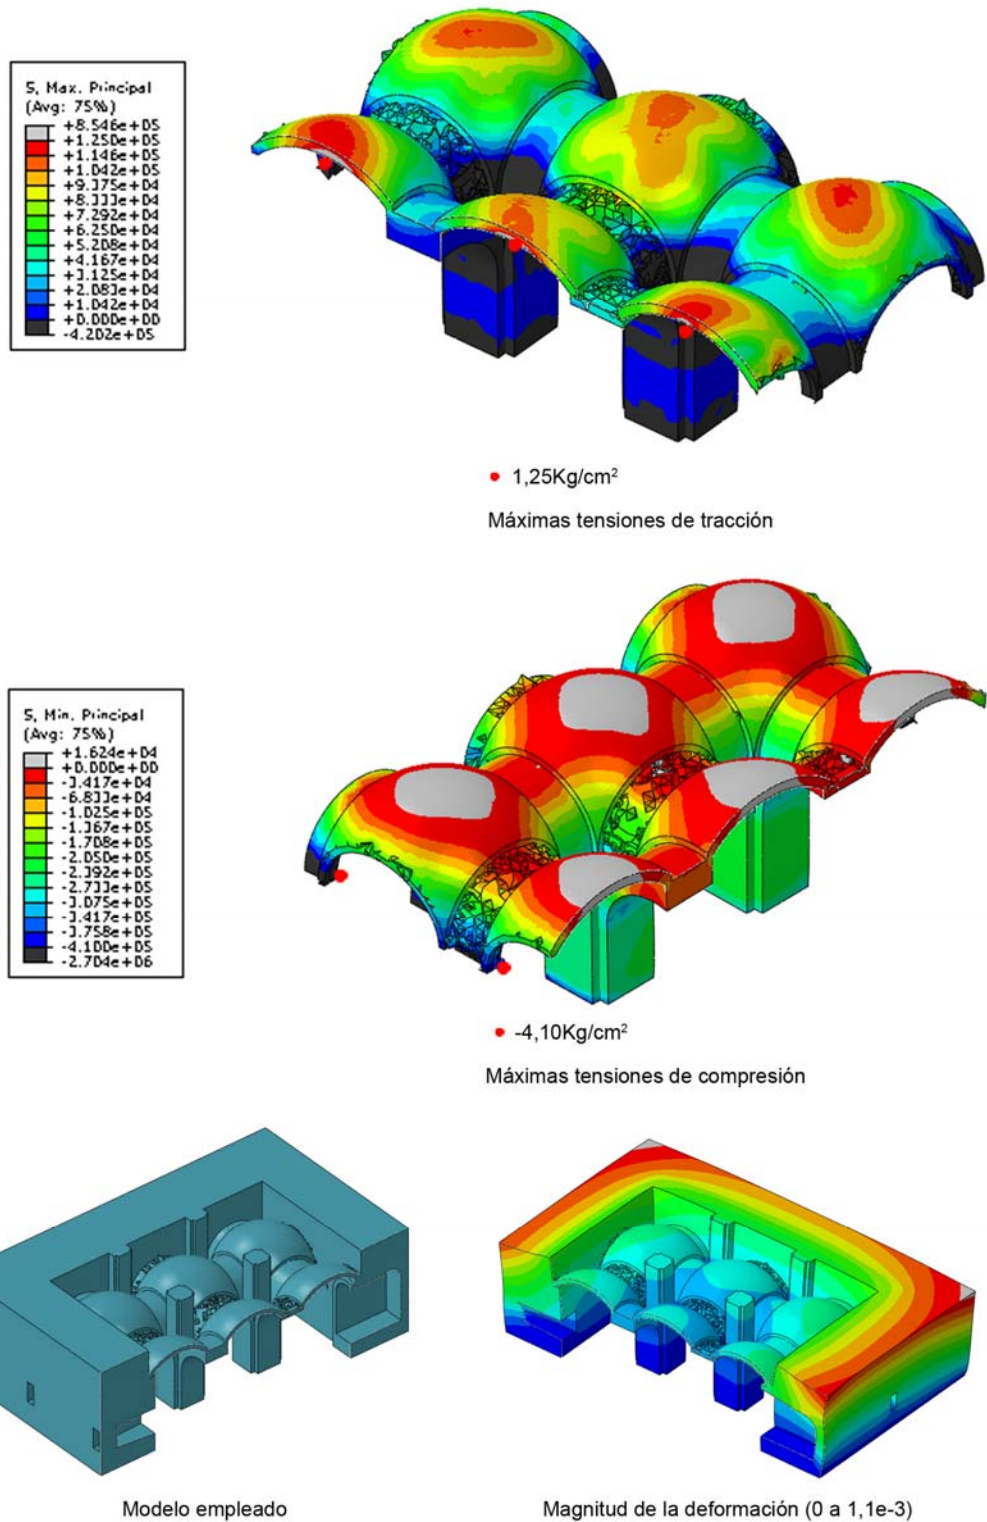 S, Max. Principal
(Avg: 75%)
+8.546e+05
+1.250e+05
+1.146e+05
+1.042e+05
+9.375e+04
+8.333e+04
+7.292e+04
+6.250e+04
+5.208e+04
+4.167e+04
+3.125e+04
+2.083e+04
+1.042e+04
+0.000e+00
-4.202e+05
1,25Kg/cm²
Máximas tensiones de tracción
S, Min. Principal
(Avg: 75%)
+1.624e+04
+0.000e+00
-3.417e+04
-6.833e+04
-1.025e+05
-1.367e+05
-1.708e+05
-2.050e+05
-2.392e+05
-2.733e+05
-3.075e+05
-3.417e+05
-3.758e+05
-4.100e+05
-2.704e+06
-4,10Kg/cm²
Máximas tensiones de compresión
Modelo empleado
Magnitud de la deformación (0 a 1,1e-3)